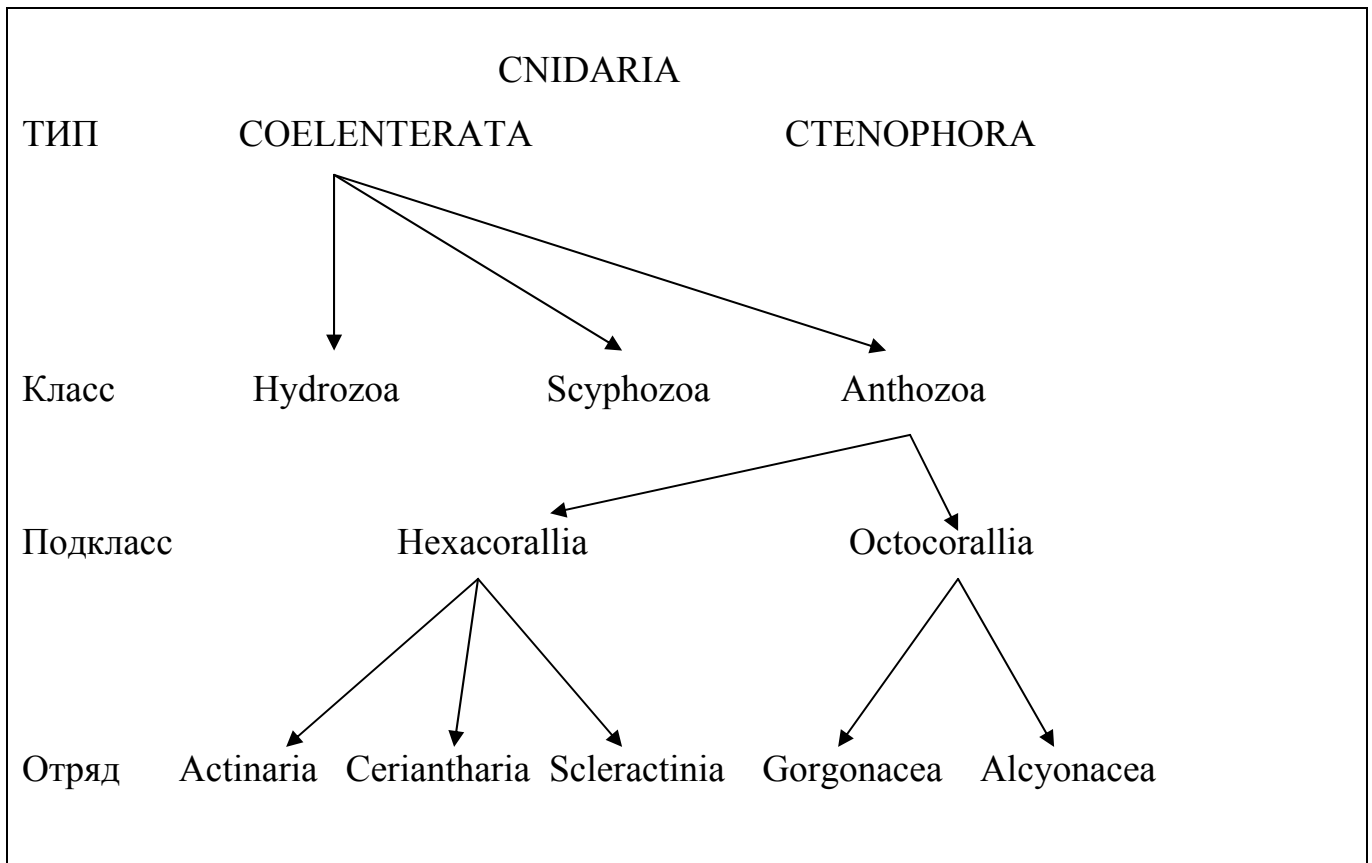 CNIDARIA
ТИП COELENTERATA CTENOPHORA
Класс Hydrozoa Scyphozoa Anthozoa
Подкласс Hexacorallia Octocorallia
Отряд Actinaria Ceriantharia Scleractinia Gorgonacea Alcyonacea